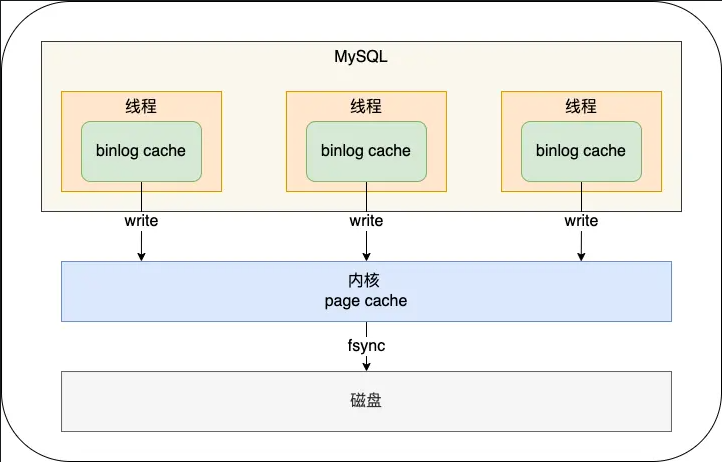 MySQL
线程
线程
线程
binlog cache
binlog cache
binlog cache
write
write
write
内核
page cache
fsync
磁盘